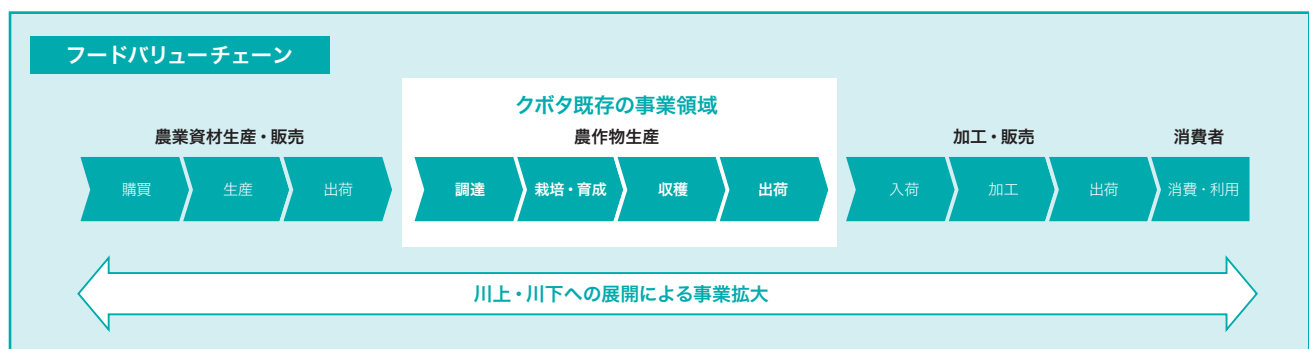 フードバリューチェーン
クボタ既存の事業領域
農業資材生産・販売
農作物生産
加工・販売
消費者
購買
生産
出荷
調達
栽培・育成
収穫
出荷
入荷
加工
出荷
消費・利用
川上・川下への展開による事業拡大